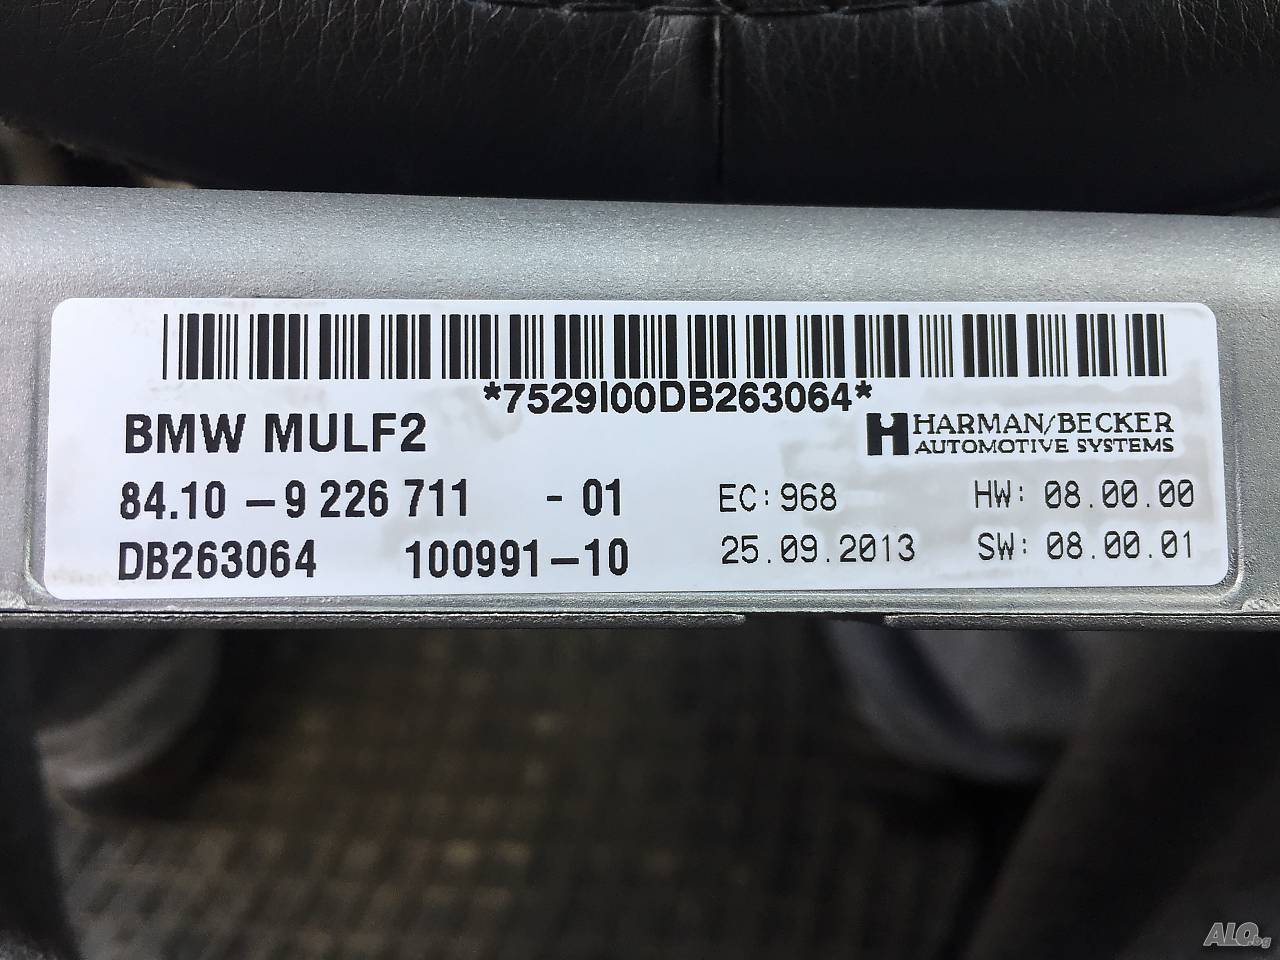 *7529I00DB263064*
BMW MULF2
HARMAN/BECKER
AUTOMOTIVE SYSTEMS
84.10 - 9 226 711 - 01 EC: 968 HW: 08.00.00
DB263064 100991-10 25.09.2013 SW: 08.00.01
ALO.bg